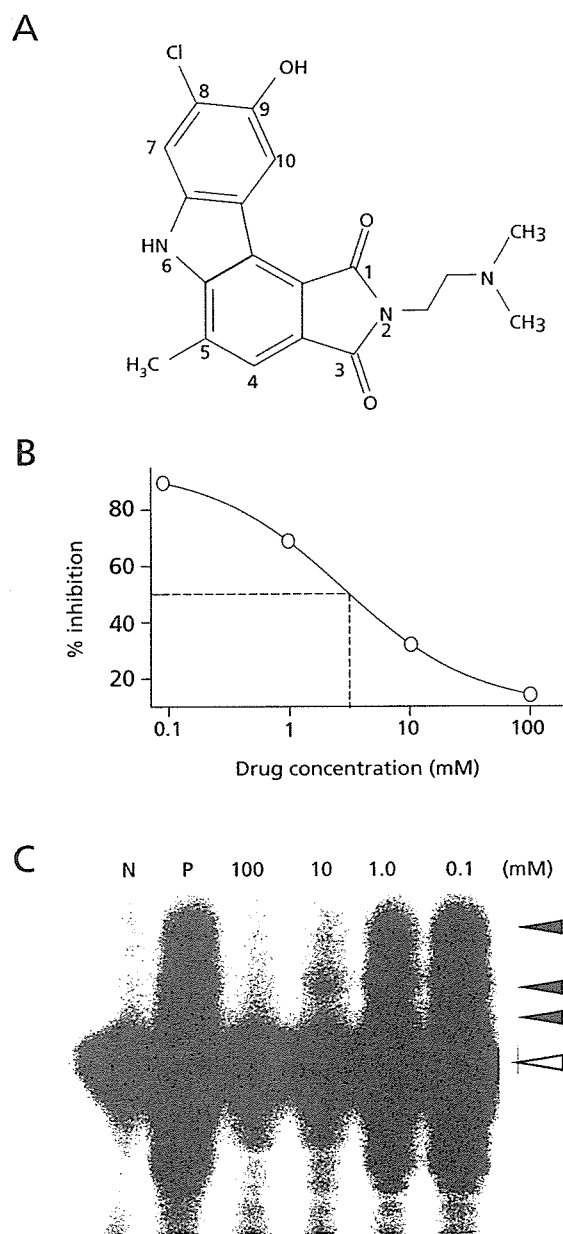 A
Cl
OH
8
9
7
10
O
HN
6
1
CH3
N
N
2
CH3
5
H3C
4
3
O
B
80
60
40
20
% inhibition
0.1 1 10 100
Drug concentration (mM)
C
N P 100 10 1.0 0.1 (mM)